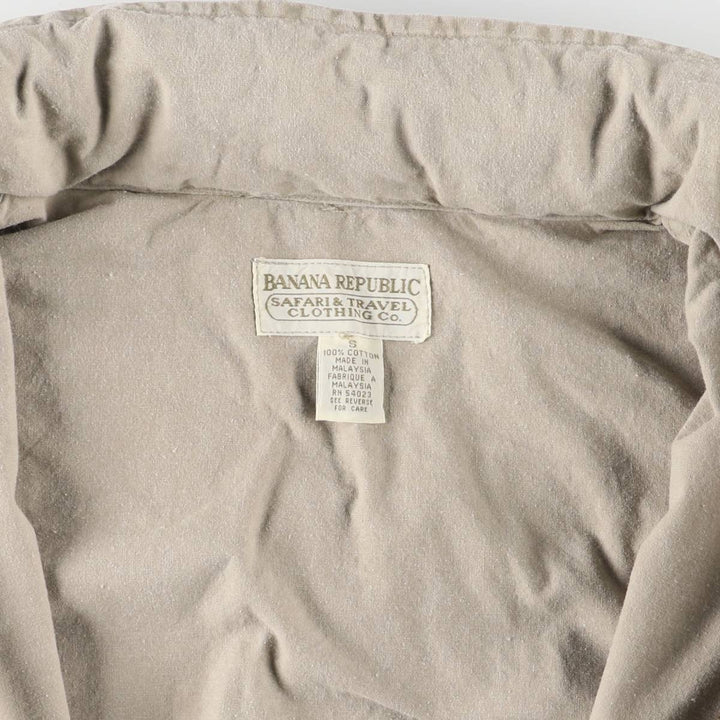 BANANA REPUBLIC
SAFARI & TRAVEL
CLOTHING Co.
S
100% COTTON
MADE IN
MALAYSIA
FABRIQUE A
MALAYSIA
RN 54023
SEE REVERSE
FOR CARE